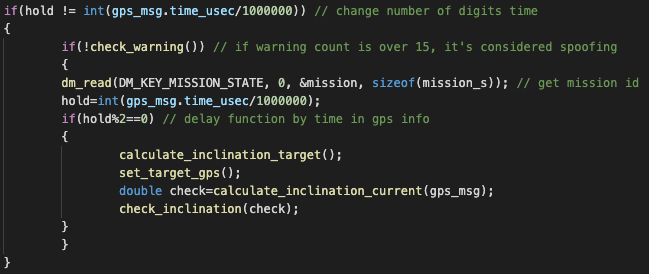 if(hold != int(gps_msg.time_usec/1000000)) // change number of digits time
{
if(!check_warning()) // if warning count is over 15, it's considered spoofing
{
dm_read(DM_KEY_MISSION_STATE, 0, &mission, sizeof(mission_s)); // get mission id
hold=int(gps_msg.time_usec/1000000);
if(hold%2==0) // delay function by time in gps info
{
calculate_inclination_target();
set_target_gps();
double check=calculate_inclination_current(gps_msg);
check_inclination(check);
}
}
}